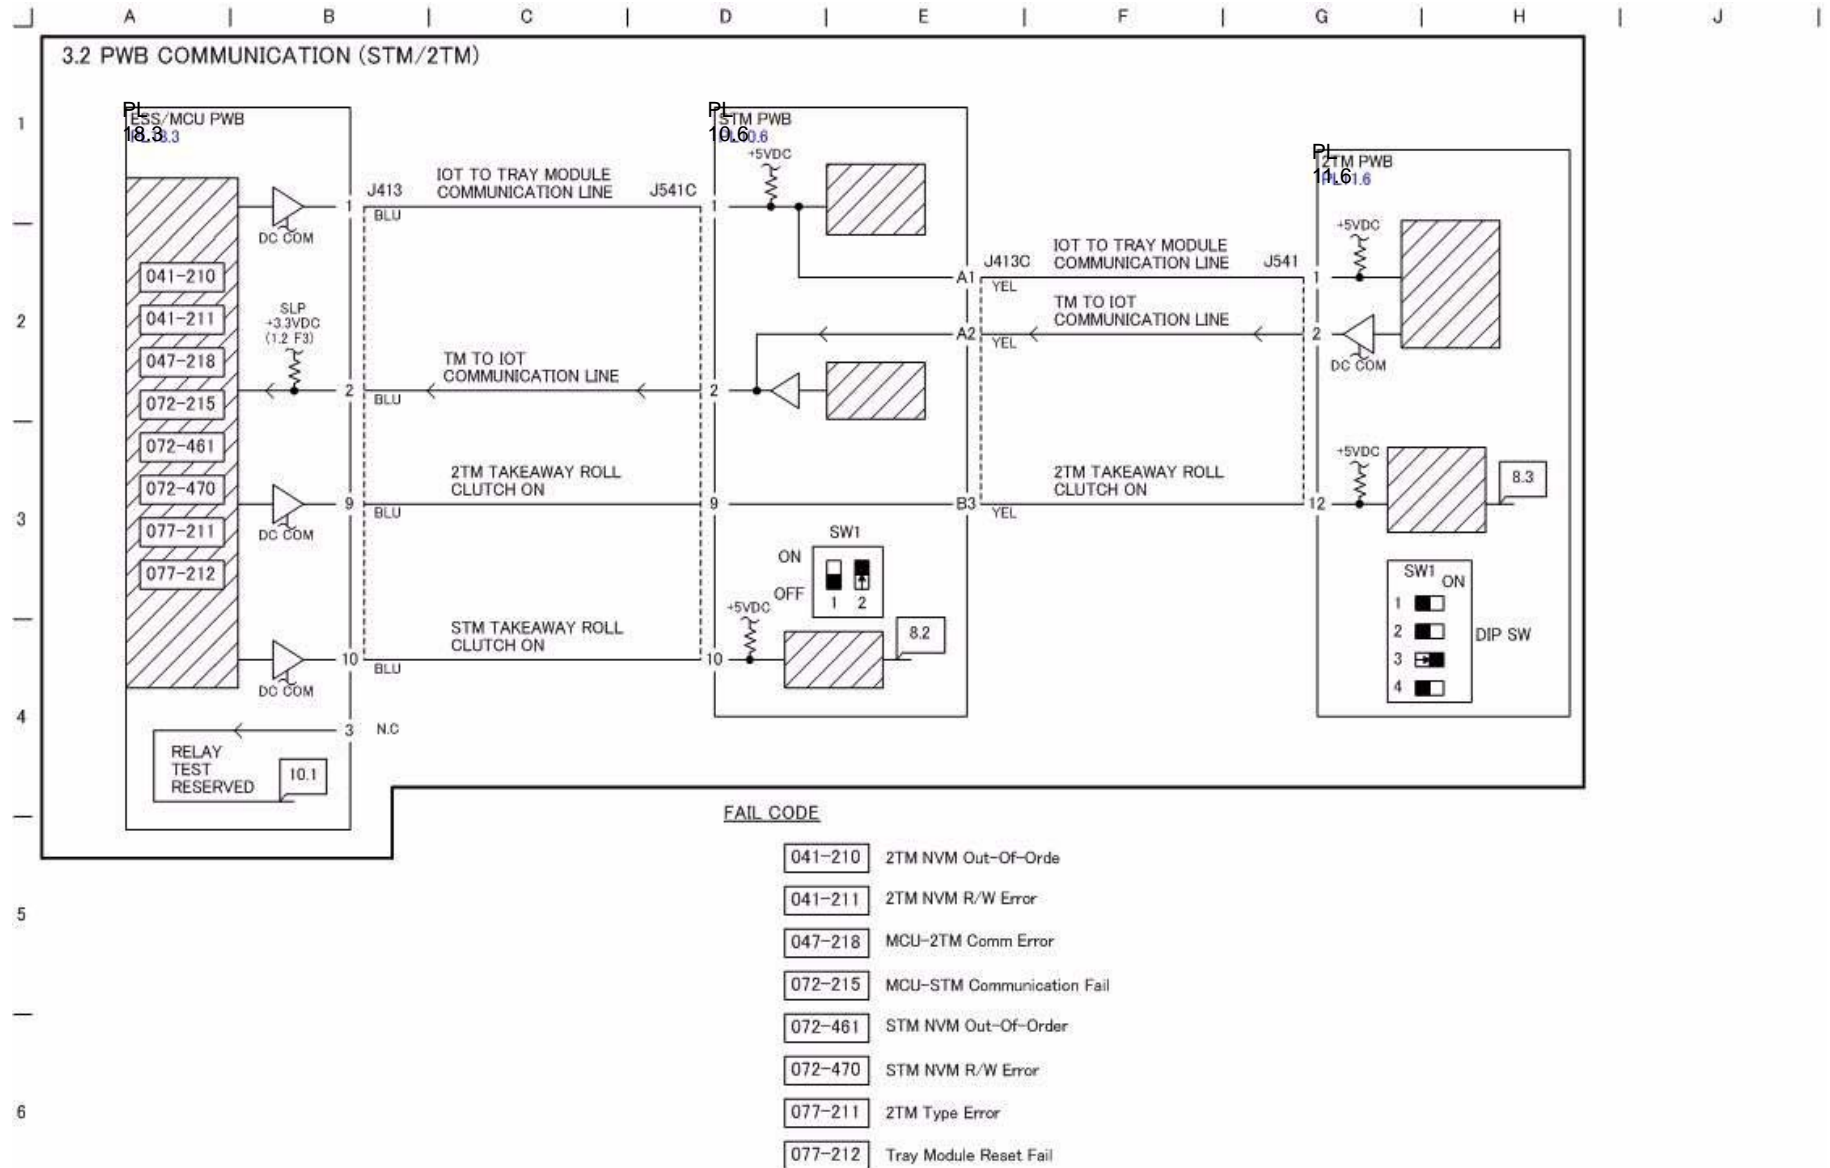 A | B | C | D | E | F | G | H | J |
3.2 PWB COMMUNICATION (STM/2TM)
1
2
3
4
5
6
PL
18.3
ESS/MCU PWB
041-210
041-211
047-218
072-215
072-461
072-470
077-211
077-212
DC COM
SLP
+3.3VDC
(1.2 F3)
DC COM
DC COM
1
2
9
10
3
N.C
RELAY
TEST
RESERVED
10.1
J413
IOT TO TRAY MODULE
COMMUNICATION LINE
J541C
BLU
TM TO IOT
COMMUNICATION LINE
BLU
2TM TAKEAWAY ROLL
CLUTCH ON
BLU
STM TAKEAWAY ROLL
CLUTCH ON
BLU
PL
10.6
STM PWB
+5VDC
1
2
9
10
A1
A2
B3
SW1
ON
OFF
1 2
+5VDC
8.2
J413C
IOT TO TRAY MODULE
COMMUNICATION LINE
J541
YEL
TM TO IOT
COMMUNICATION LINE
YEL
2TM TAKEAWAY ROLL
CLUTCH ON
YEL
PL
11.6
2TM PWB
+5VDC
1
2
12
DC COM
+5VDC
8.3
SW1
ON
1
2
3
4
DIP SW
FAIL CODE
041-210 2TM NVM Out-Of-Orde
041-211 2TM NVM R/W Error
047-218 MCU-2TM Comm Error
072-215 MCU-STM Communication Fail
072-461 STM NVM Out-Of-Order
072-470 STM NVM R/W Error
077-211 2TM Type Error
077-212 Tray Module Reset Fail